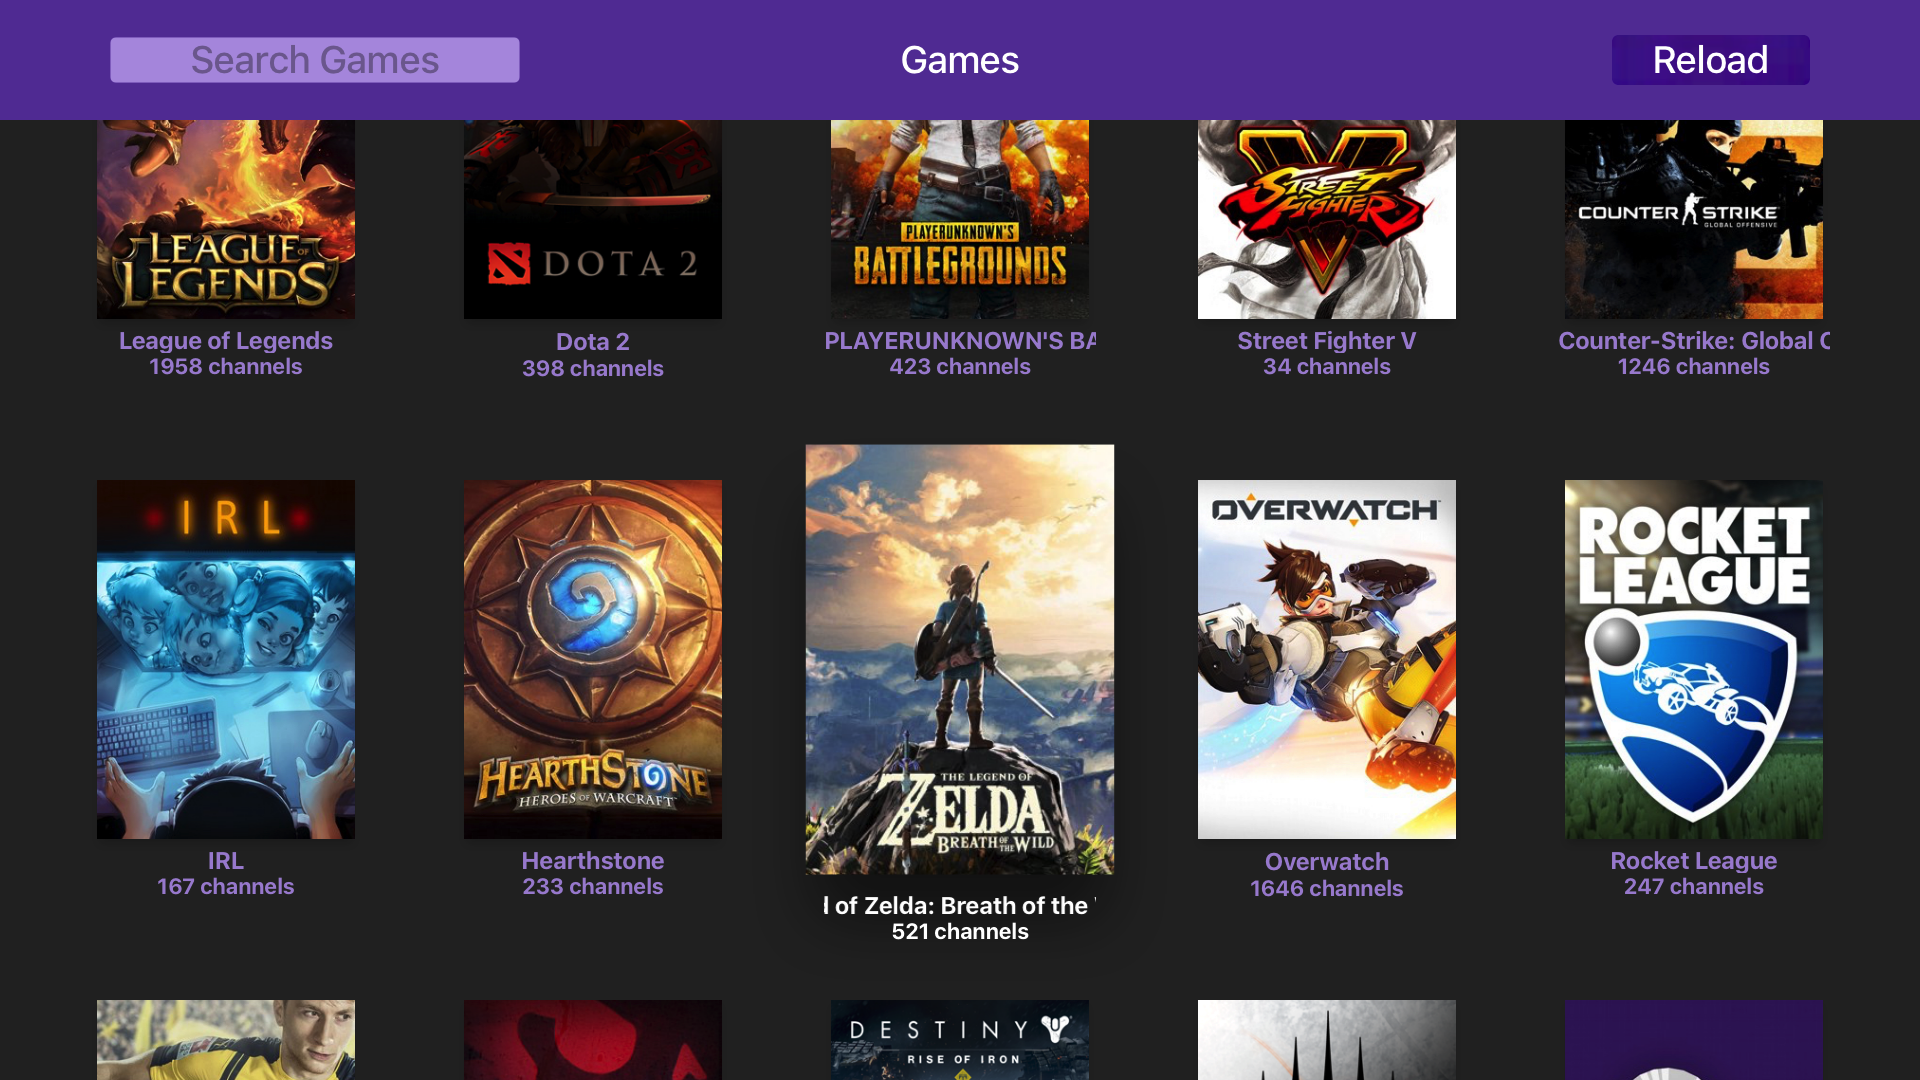 Search Games
Games
Reload
LEAGUE OF
LEGENDS
League of Legends
1958 channels
DOTA 2
Dota 2
398 channels
PLAYERUNKNOWN'S
BATTLEGROUNDS
PLAYERUNKNOWN'S BA
423 channels
V
STREET
FIGHTER
V
Street Fighter V
34 channels
COUNTER STRIKE
GLOBAL OFFENSIVE
Counter-Strike: Global
1246 channels
IRL
IRL
167 channels
HEARTHSTONE
HEROES OF WARCRAFT
Hearthstone
233 channels
THE LEGEND OF
ZELDA
BREATH OF THE WILD
of Zelda: Breath of the
521 channels
OVERWATCH
Overwatch
1646 channels
ROCKET
LEAGUE
Rocket League
247 channels
DESTINY
RISE OF IRON